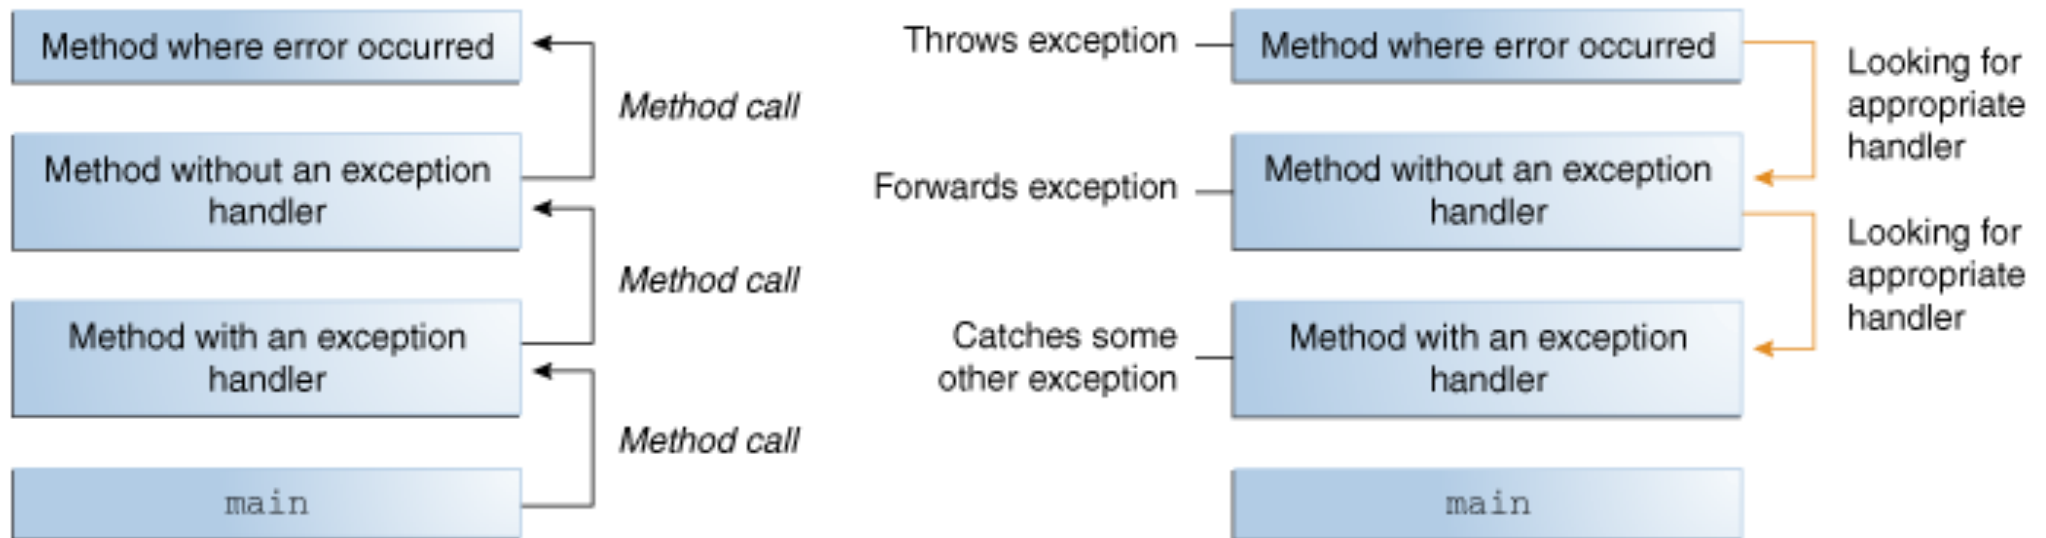 Method where error occurred
Method call
Method without an exception
handler
Method call
Method with an exception
handler
Method call
main
Throws exception
Method where error occurred
Looking for
appropriate
handler
Forwards exception
Method without an exception
handler
Looking for
appropriate
handler
Catches some
other exception
Method with an exception
handler
main